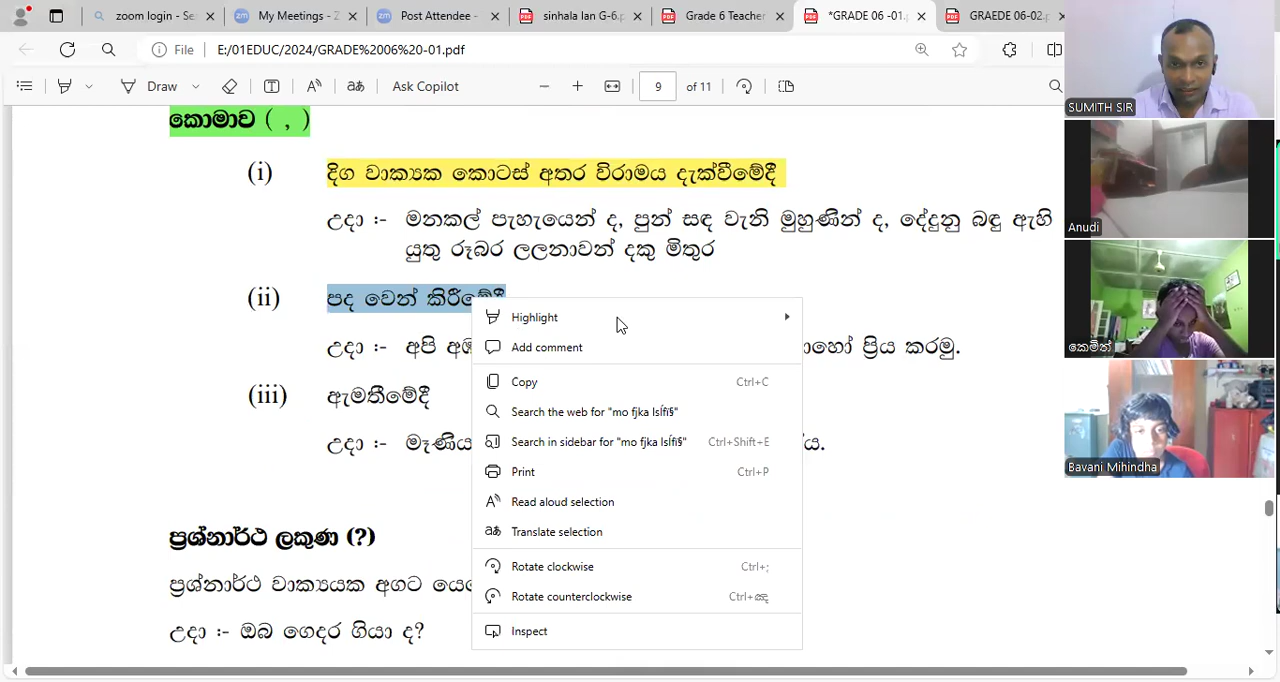 zoom login - Se
My Meetings - Z
Post Attendee -
sinhala lan G-6.p
Grade 6 Teacher
*GRADE 06 -01.p
GRAEDE 06-02.p
File E:/01EDUC/2024/GRADE%2006%20-01.pdf
Draw Ask Copilot 9 of 11
SUMITH SIR
කොමාව ( , )
(i) දිග වාක්‍යක කොටස් අතර විරාමය දැක්වීමේදී
උදා :- මනකල් පැහැයෙන් ද, පුන් සඳ වැනි මුහුණින් ද, දේදුනු බඳු ඇහි
යුතු රූබර ලලනාවන් දකු මිතුර
Anudi
(ii) පද වෙන් කිරීමේදී
උදා :- අපි අඹ ාහෝ ප්‍රිය කරමු.
කෙමිත්
(iii) ඇමතීමේදී
උදා :- මෑණිය ය.
Bavani Mihindha
Highlight
Add comment
Copy Ctrl+C
Search the web for "mo fjka lsÍfï§"
Search in sidebar for "mo fjka lsÍfï§" Ctrl+Shift+E
Print Ctrl+P
Read aloud selection
Translate selection
Rotate clockwise Ctrl+;
Rotate counterclockwise Ctrl+ඤ
Inspect
ප්‍රශ්නාර්ථ ලකුණ (?)
ප්‍රශ්නාර්ථ වාක්‍යයක අගට යෙ
උදා :- ඔබ ගෙදර ගියා ද?